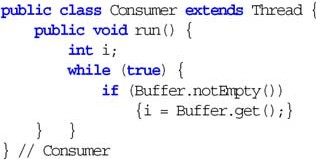 public class Consumer extends Thread {
    public void run() {
        int i;
        while (true) {
            if (Buffer.notEmpty())
                {i = Buffer.get();}
    }   }
} // Consumer